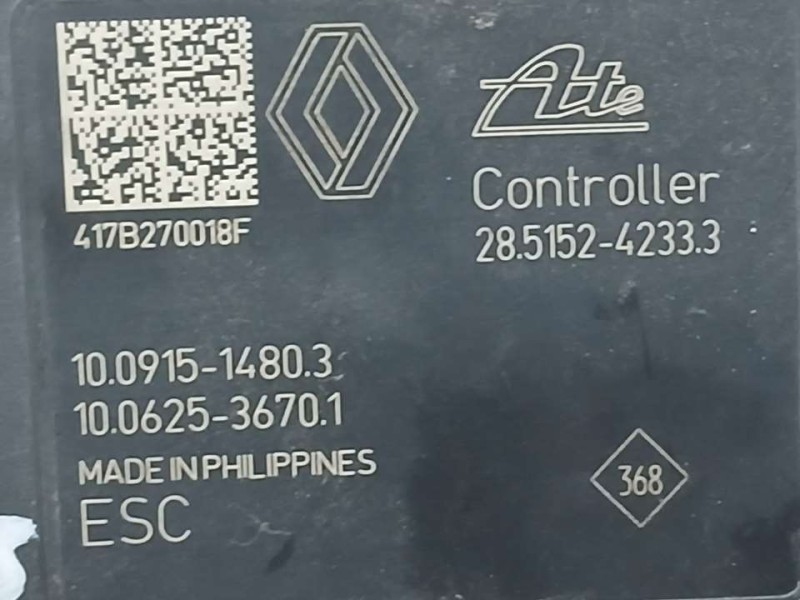 417B270018F
Ate
Controller
28.5152-4233.3
10.0915-1480.3
10.0625-3670.1
MADE IN PHILIPPINES
ESC
368